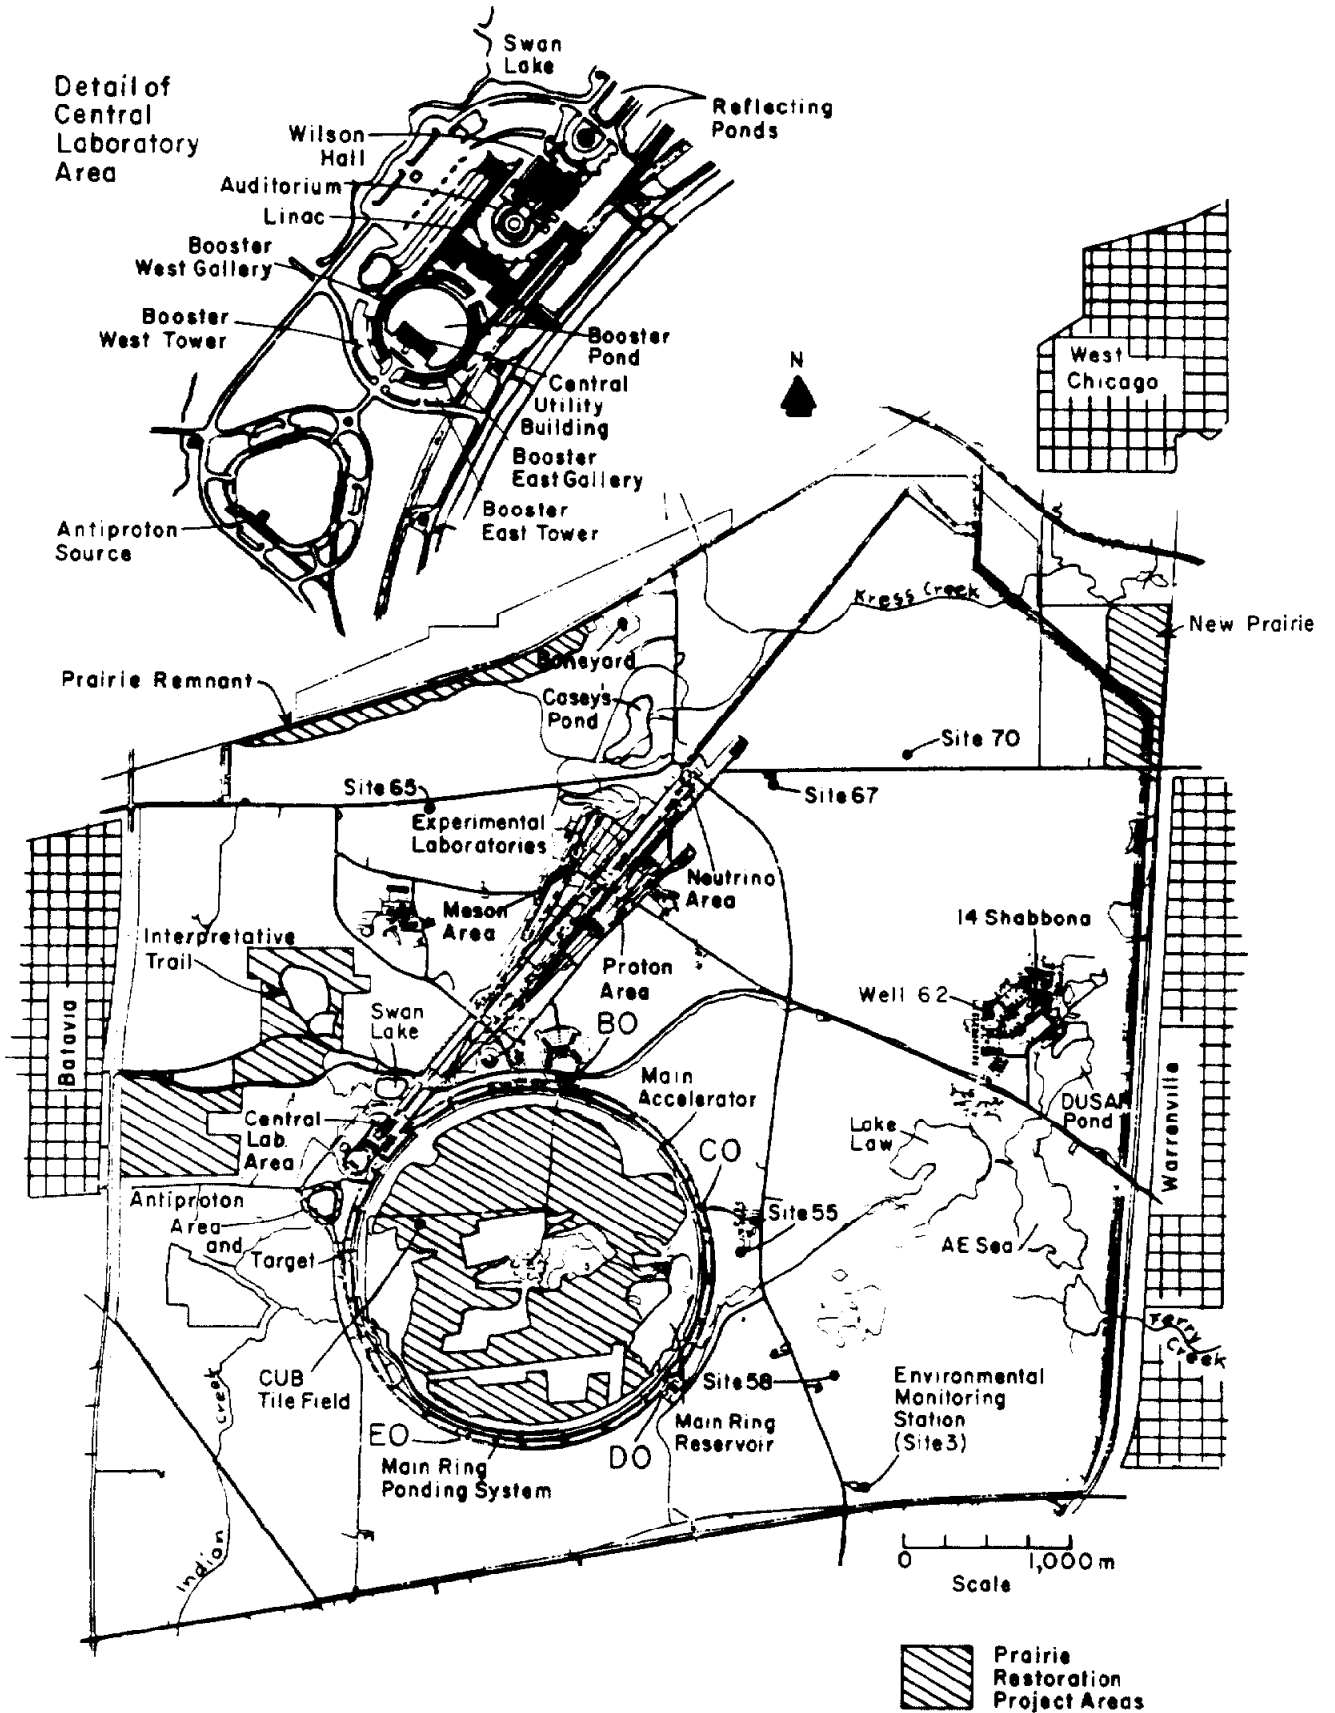 Detail of
Central
Laboratory
Area
Swan
Lake
Reflecting
Ponds
Wilson
Hall
Auditorium
Linac
Booster
West Gallery
Booster
West Tower
Booster
Pond
Central
Utility
Building
Booster
East Gallery
Booster
East Tower
Antiproton
Source
N
West
Chicago
Kress Creek
New Prairie
Boneyard
Prairie Remnant
Casey's
Pond
Site 70
Site 65
Site 67
Experimental
Laboratories
Neutrino
Area
Meson
Area
14 Shabbona
Interpretative
Trail
Proton
Area
Well 62
Swan
Lake
BO
Batavia
Main
Accelerator
DUSAF
Pond
Central
Lab.
Area
Lake
Law
Warrenville
CO
Antiproton
Area
and
Target
Site 55
AE Sea
Ferry
Creek
CUB
Tile Field
Creek
Site 58
Environmental
Monitoring
Station
(Site 3)
Main Ring
Reservoir
EO
DO
Main Ring
Ponding System
Indian
0 1,000 m
Scale
Prairie
Restoration
Project Areas